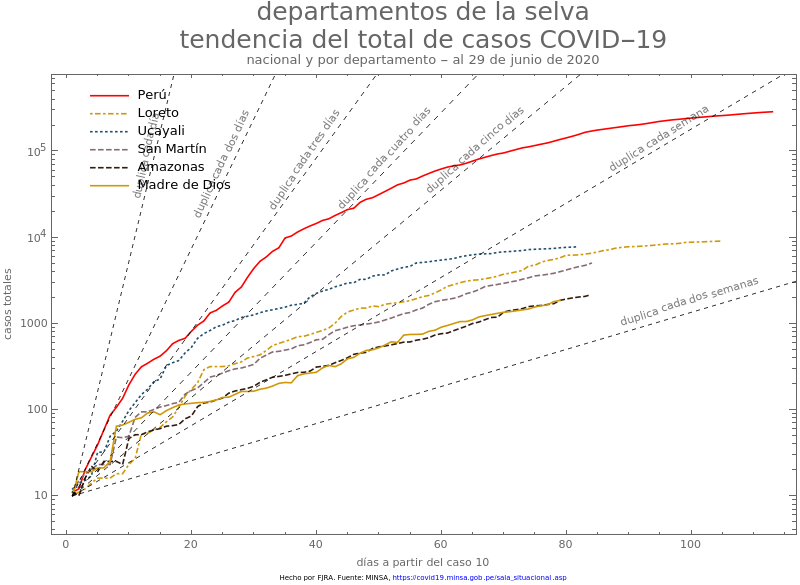 departamentos de la selva
tendencia del total de casos COVID–19
nacional y por departamento – al 29 de junio de 2020
Perú
Loreto
Ucayali
San Martín
Amazonas
Madre de Dios
duplica cada día
duplica cada dos días
duplica cada tres días
duplica cada cuatro días
duplica cada cinco días
duplica cada semana
duplica cada dos semanas
casos totales
10⁵
10⁴
1000
100
10
0 20 40 60 80 100
días a partir del caso 10
Hecho por FJRA. Fuente: MINSA, https://covid19.minsa.gob.pe/sala_situacional.asp